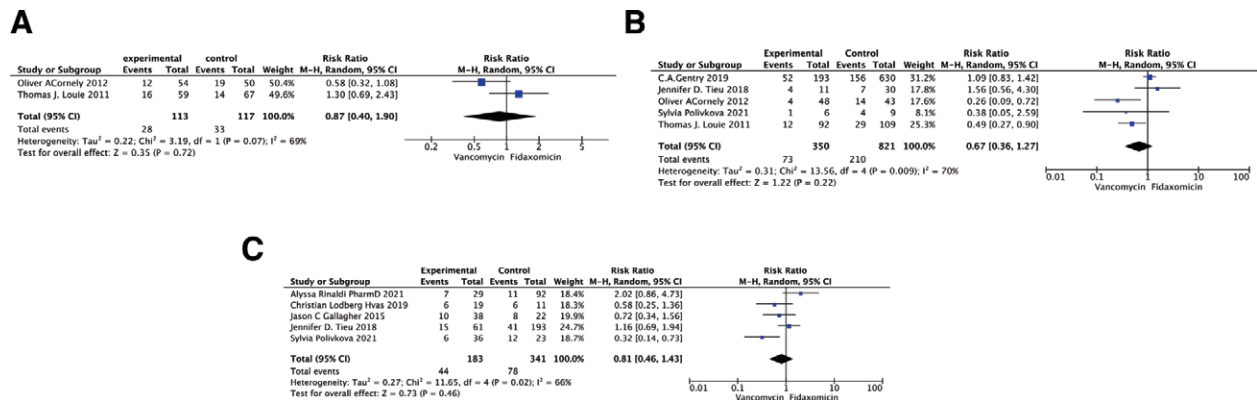 A
experimental control Risk Ratio Risk Ratio
Study or Subgroup Events Total Events Total Weight M-H, Random, 95% CI M-H, Random, 95% CI
Oliver ACornely 2012 12 54 19 50 50.4% 0.58 [0.32, 1.08]
Thomas J. Louie 2011 16 59 14 67 49.6% 1.30 [0.69, 2.43]
Total (95% CI) 113 117 100.0% 0.87 [0.40, 1.90]
Total events 28 33
Heterogeneity: Tau² = 0.22; Chi² = 3.19, df = 1 (P = 0.07); I² = 69%
Test for overall effect: Z = 0.35 (P = 0.72)
0.2 0.5 1 2 5
Vancomycin Fidaxomicin
B
Experimental Control Risk Ratio Risk Ratio
Study or Subgroup Events Total Events Total Weight M-H, Random, 95% CI M-H, Random, 95% CI
C.A.Gentry 2019 52 193 156 630 31.2% 1.09 [0.83, 1.42]
Jennifer D. Tieu 2018 4 11 7 30 17.8% 1.56 [0.56, 4.30]
Oliver ACornely 2012 4 48 14 43 17.6% 0.26 [0.09, 0.72]
Sylvia Polivkova 2021 1 6 4 9 8.1% 0.38 [0.05, 2.59]
Thomas J. Louie 2011 12 92 29 109 25.3% 0.49 [0.27, 0.90]
Total (95% CI) 350 821 100.0% 0.67 [0.36, 1.27]
Total events 73 210
Heterogeneity: Tau² = 0.31; Chi² = 13.56, df = 4 (P = 0.009); I² = 70%
Test for overall effect: Z = 1.22 (P = 0.22)
0.01 0.1 1 10 100
Vancomycin Fidaxomicin
C
Experimental Control Risk Ratio Risk Ratio
Study or Subgroup Events Total Events Total Weight M-H, Random, 95% CI M-H, Random, 95% CI
Alyssa Rinaldi PharmD 2021 7 29 11 92 18.4% 2.02 [0.86, 4.73]
Christian Lodberg Hvas 2019 6 19 6 11 18.3% 0.58 [0.25, 1.36]
Jason C Gallagher 2015 10 38 8 22 19.9% 0.72 [0.34, 1.56]
Jennifer D. Tieu 2018 15 61 41 193 24.7% 1.16 [0.69, 1.94]
Sylvia Polivkova 2021 6 36 12 23 18.7% 0.32 [0.14, 0.73]
Total (95% CI) 183 341 100.0% 0.81 [0.46, 1.43]
Total events 44 78
Heterogeneity: Tau² = 0.27; Chi² = 11.65, df = 4 (P = 0.02); I² = 66%
Test for overall effect: Z = 0.73 (P = 0.46)
0.01 0.1 1 10 100
Vancomycin Fidaxomicin